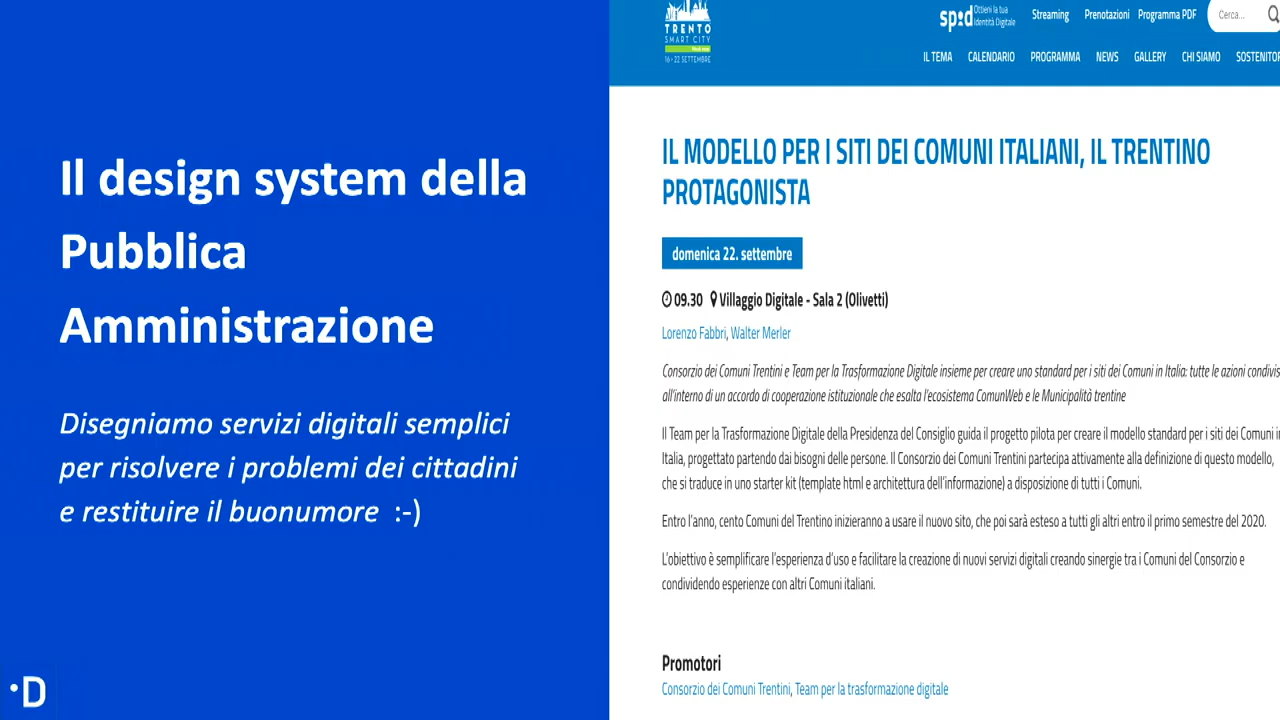 Il design system della
Pubblica
Amministrazione
Disegniamo servizi digitali semplici
per risolvere i problemi dei cittadini
e restituire il buonumore :-)
·D
TRENTO
SMART CITY
Week 2019
16 - 22 SETTEMBRE
spid Ottieni la tua
Identità Digitale
Streaming Prenotazioni Programma PDF Cerca...
IL TEMA CALENDARIO PROGRAMMA NEWS GALLERY CHI SIAMO SOSTENITOR
IL MODELLO PER I SITI DEI COMUNI ITALIANI, IL TRENTINO
PROTAGONISTA
domenica 22. settembre
09.30 Villaggio Digitale - Sala 2 (Olivetti)
Lorenzo Fabbri, Walter Merler
Consorzio dei Comuni Trentini e Team per la Trasformazione Digitale insieme per creare uno standard per i siti dei Comuni in Italia: tutte le azioni condivis
all'interno di un accordo di cooperazione istituzionale che esalta l'ecosistema ComunWeb e le Municipalità trentine
Il Team per la Trasformazione Digitale della Presidenza del Consiglio guida il progetto pilota per creare il modello standard per i siti dei Comuni in
Italia, progettato partendo dai bisogni delle persone. Il Consorzio dei Comuni Trentini partecipa attivamente alla definizione di questo modello,
che si traduce in uno starter kit (template html e architettura dell'informazione) a disposizione di tutti i Comuni.
Entro l'anno, cento Comuni del Trentino inizieranno a usare il nuovo sito, che poi sarà esteso a tutti gli altri entro il primo semestre del 2020.
L'obiettivo è semplificare l'esperienza d'uso e facilitare la creazione di nuovi servizi digitali creando sinergie tra i Comuni del Consorzio e
condividendo esperienze con altri Comuni italiani.
Promotori
Consorzio dei Comuni Trentini, Team per la trasformazione digitale